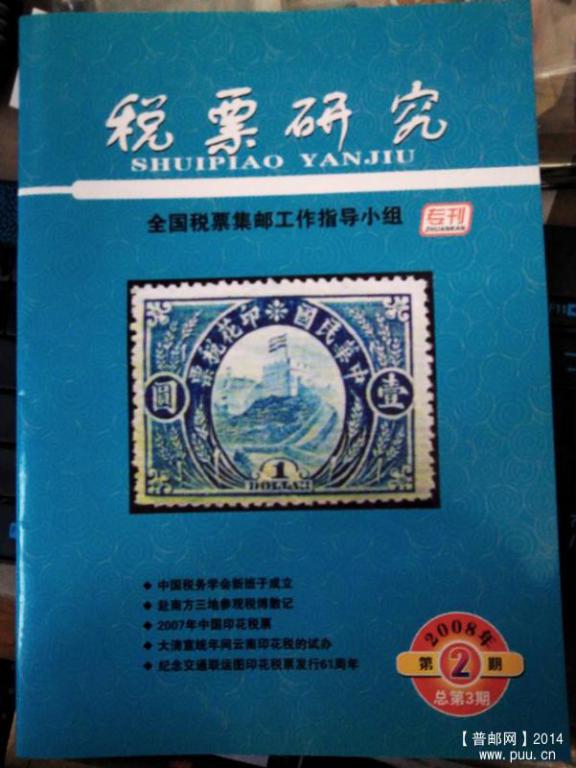 税票研究
SHUIPIAO YANJIU
全国税票集邮工作指导小组
专刊
ZHUANKAN
票税花印※國民華中
圓
壹
1
DOLLAR
◆ 中国税务学会新班子成立
◆ 赴南方三地参观税博散记
◆ 2007年中国印花税票
◆ 大清宣统年间云南印花税的试办
◆ 纪念交通联运图印花税票发行61周年
2008年
第2期
总第3期
【普邮网】2014
www.puu.cn
F11